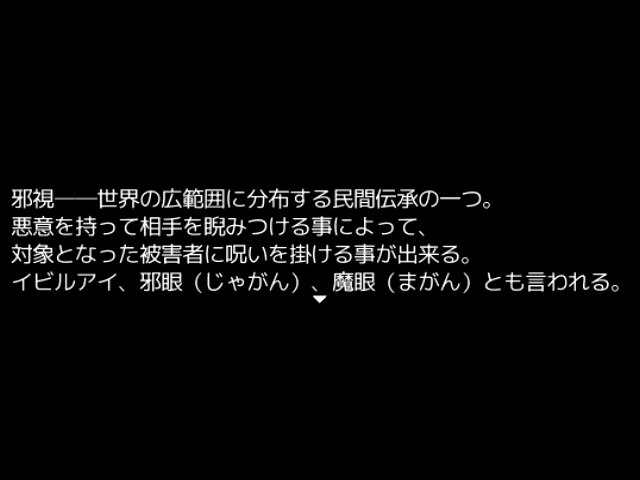 邪視――世界の広範囲に分布する民間伝承の一つ。
悪意を持って相手を睨みつける事によって、
対象となった被害者に呪いを掛ける事が出来る。
イビルアイ、邪眼（じゃがん）、魔眼（まがん）とも言われる。